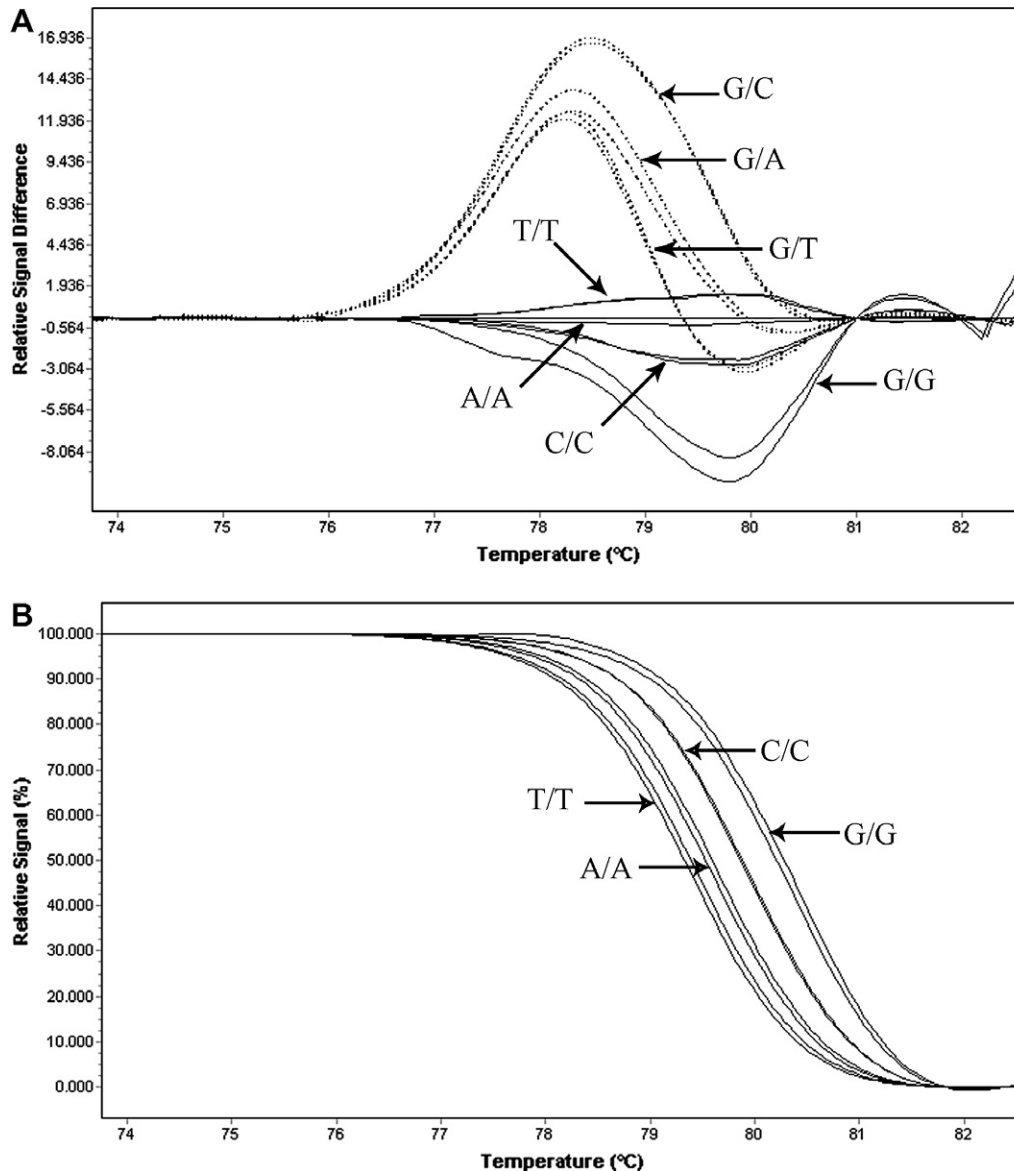 A
16.936
14.436
11.936
9.436
6.936
4.436
1.936
-0.564
-3.064
-5.564
-8.064
Relative Signal Difference
G/C
G/A
T/T
G/T
A/A
C/C
G/G
74 75 76 77 78 79 80 81 82
Temperature (°C)
B
100.000
90.000
80.000
70.000
60.000
50.000
40.000
30.000
20.000
10.000
0.000
Relative Signal (%)
C/C
T/T
G/G
A/A
74 75 76 77 78 79 80 81 82
Temperature (°C)